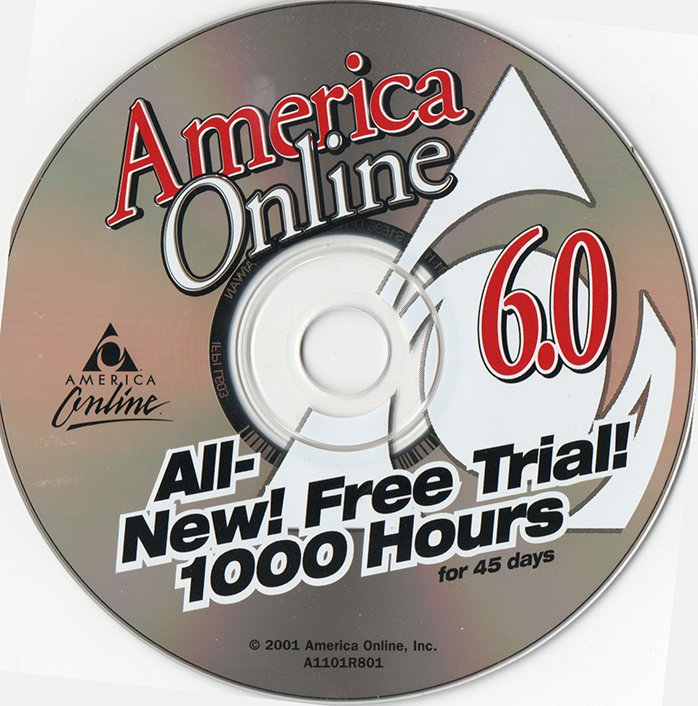 America
Online
6.0
AMERICA
Online
All-
New! Free Trial!
1000 Hours
for 45 days
© 2001 America Online, Inc.
A1101R801